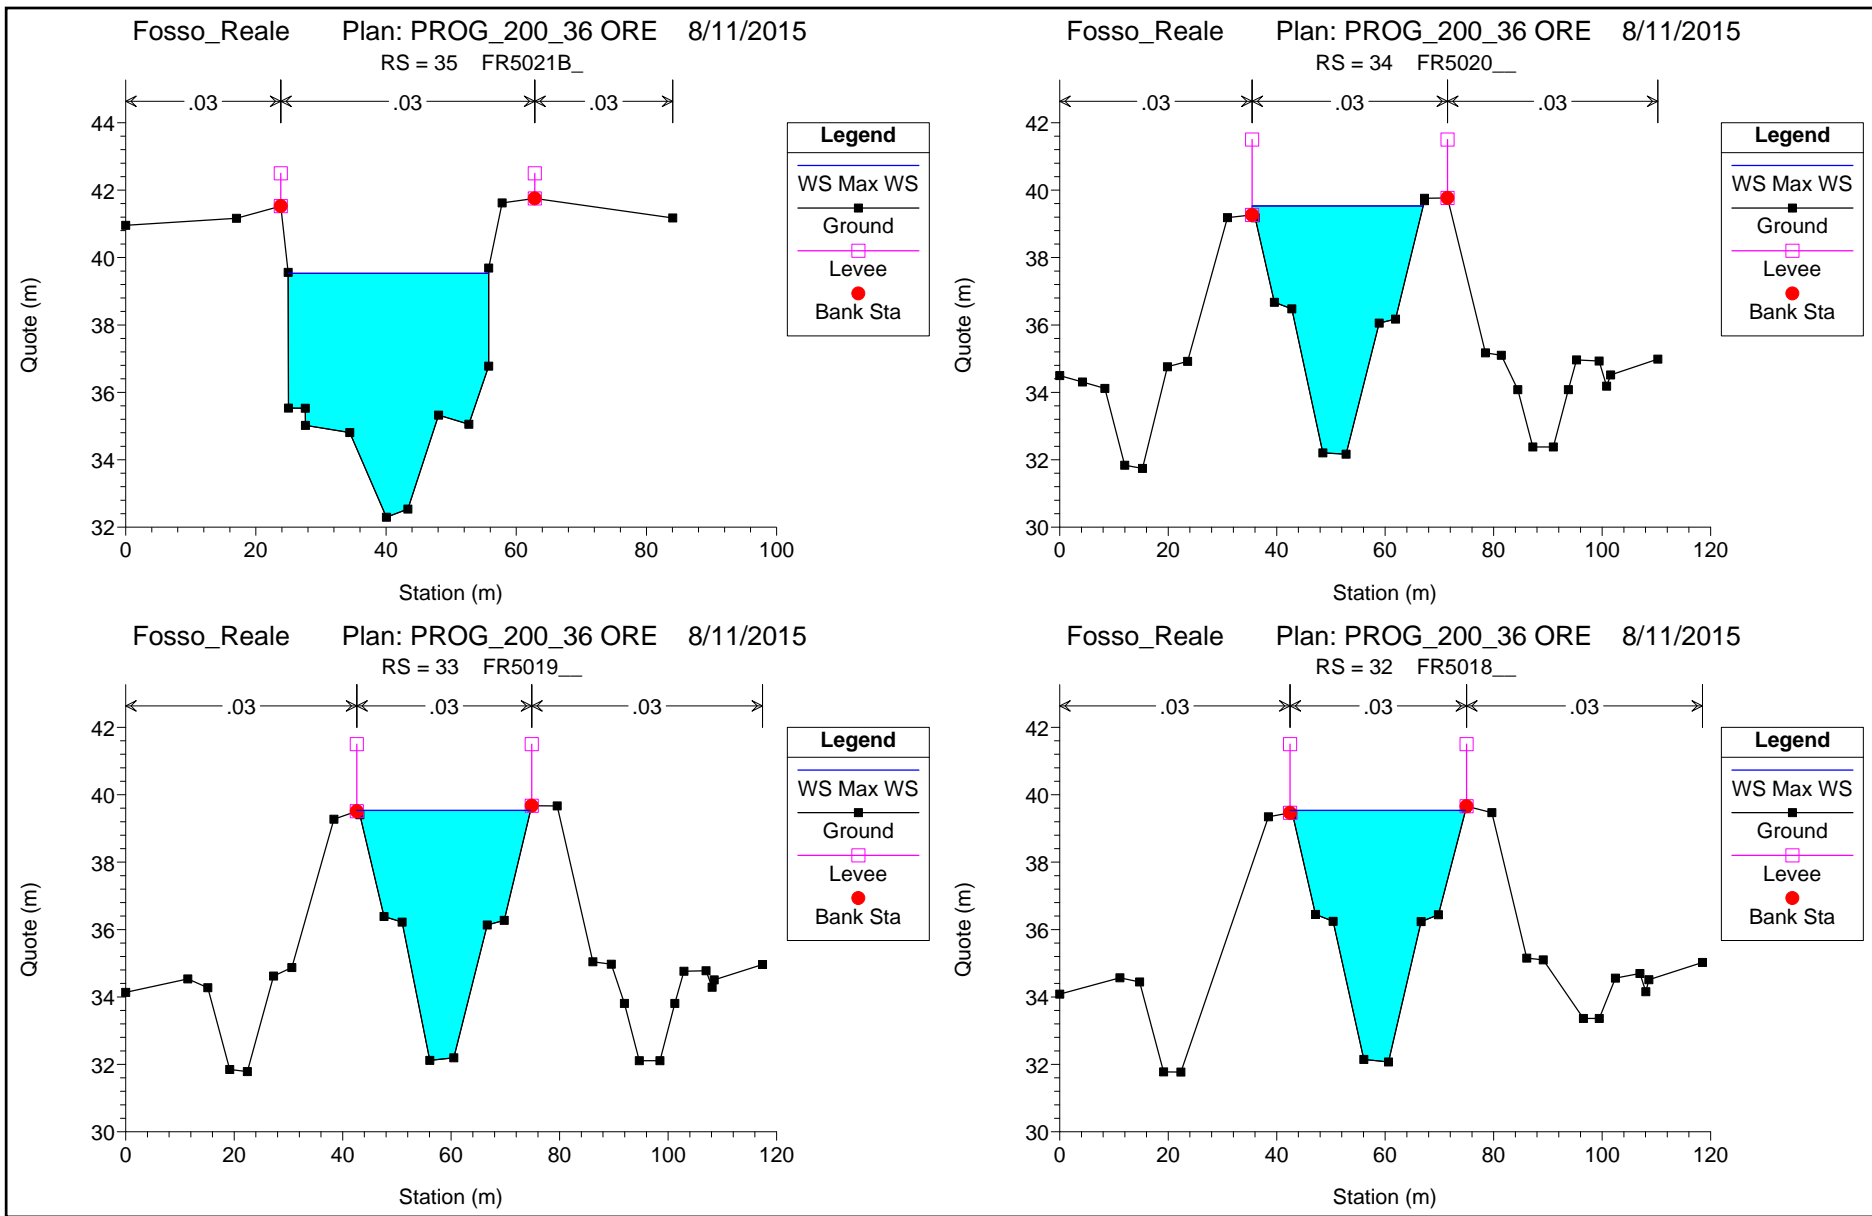 Fosso_Reale Plan: PROG_200_36 ORE 8/11/2015
RS = 35 FR5021B_
.03 .03 .03
44
42
40
38
36
34
32
0 20 40 60 80 100
Quote (m)
Station (m)
Legend
WS Max WS
Ground
Levee
Bank Sta
Fosso_Reale Plan: PROG_200_36 ORE 8/11/2015
RS = 34 FR5020__
.03 .03 .03
42
40
38
36
34
32
30
0 20 40 60 80 100 120
Quote (m)
Station (m)
Legend
WS Max WS
Ground
Levee
Bank Sta
Fosso_Reale Plan: PROG_200_36 ORE 8/11/2015
RS = 33 FR5019__
.03 .03 .03
42
40
38
36
34
32
30
0 20 40 60 80 100 120
Quote (m)
Station (m)
Legend
WS Max WS
Ground
Levee
Bank Sta
Fosso_Reale Plan: PROG_200_36 ORE 8/11/2015
RS = 32 FR5018__
.03 .03 .03
42
40
38
36
34
32
30
0 20 40 60 80 100 120
Quote (m)
Station (m)
Legend
WS Max WS
Ground
Levee
Bank Sta